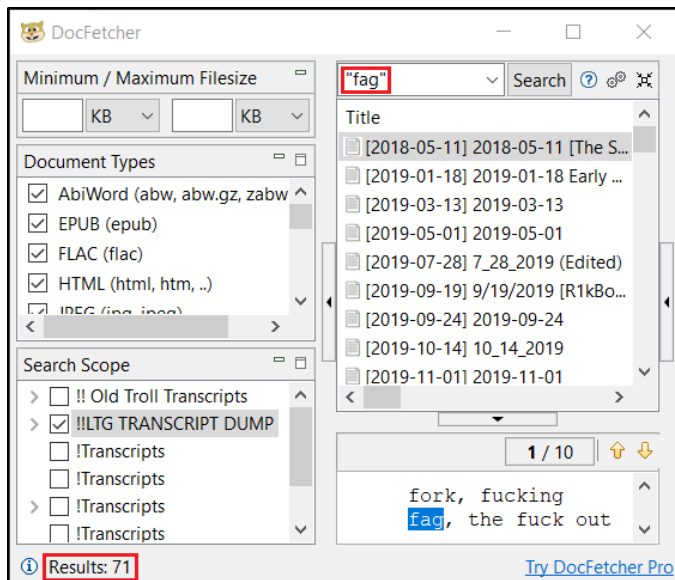 DocFetcher
Minimum / Maximum Filesize
KB
KB
Document Types
AbiWord (abw, abw.gz, zabw
EPUB (epub)
FLAC (flac)
HTML (html, htm, ..)
JPEG (jpg, jpeg)
Search Scope
!! Old Troll Transcripts
!!LTG TRANSCRIPT DUMP
!Transcripts
!Transcripts
!Transcripts
!Transcripts
"fag"
Search
Title
[2018-05-11] 2018-05-11 [The S...
[2019-01-18] 2019-01-18 Early ...
[2019-03-13] 2019-03-13
[2019-05-01] 2019-05-01
[2019-07-28] 7_28_2019 (Edited)
[2019-09-19] 9/19/2019 [R1kBo...
[2019-09-24] 2019-09-24
[2019-10-14] 10_14_2019
[2019-11-01] 2019-11-01
1 / 10
fork, fucking
fag, the fuck out
Results: 71
Try DocFetcher Pro